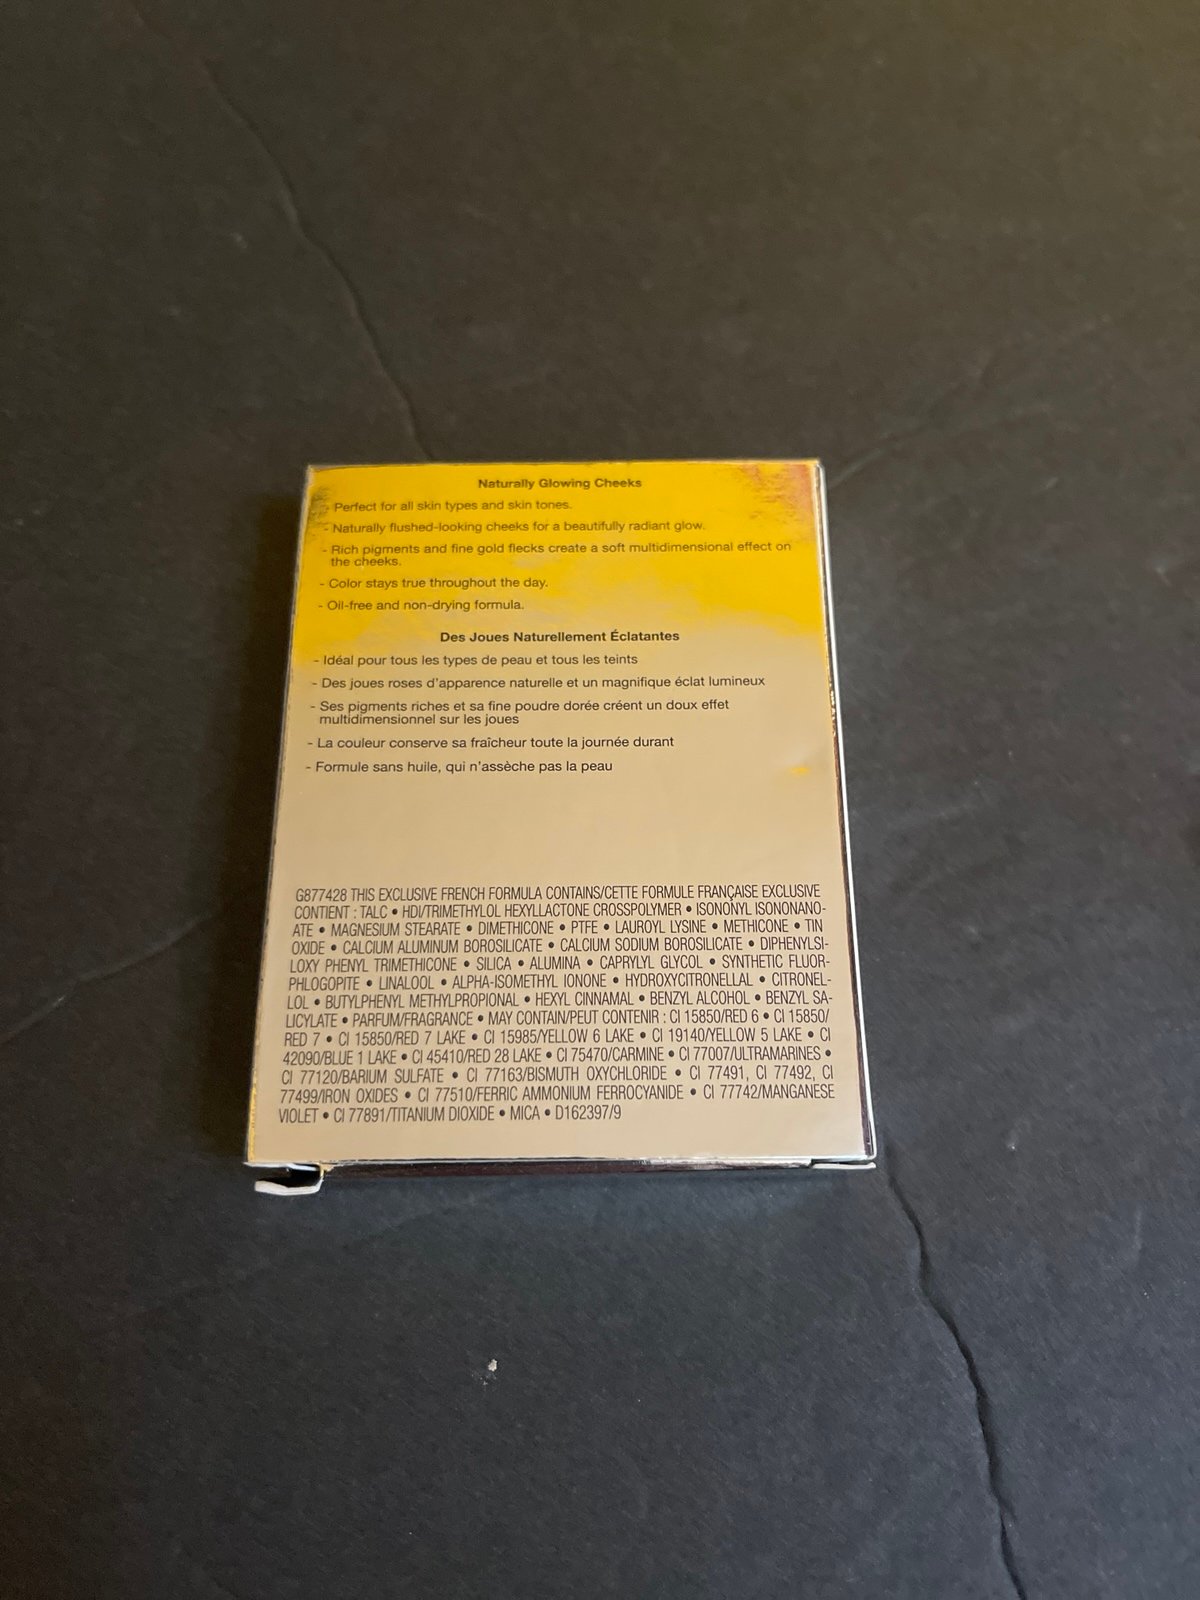 Naturally Glowing Cheeks
- Perfect for all skin types and skin tones.
- Naturally flushed-looking cheeks for a beautifully radiant glow.
- Rich pigments and fine gold flecks create a soft multidimensional effect on
the cheeks.
- Color stays true throughout the day.
- Oil-free and non-drying formula.
Des Joues Naturellement Éclatantes
- Idéal pour tous les types de peau et tous les teints
- Des joues roses d'apparence naturelle et un magnifique éclat lumineux
- Ses pigments riches et sa fine poudre dorée créent un doux effet
multidimensionnel sur les joues
- La couleur conserve sa fraîcheur toute la journée durant
- Formule sans huile, qui n'assèche pas la peau
G877428 THIS EXCLUSIVE FRENCH FORMULA CONTAINS/CETTE FORMULE FRANÇAISE EXCLUSIVE
CONTIENT : TALC • HDI/TRIMETHYLOL HEXYLLACTONE CROSSPOLYMER • ISONONYL ISONONANO-
ATE • MAGNESIUM STEARATE • DIMETHICONE • PTFE • LAUROYL LYSINE • METHICONE • TIN
OXIDE • CALCIUM ALUMINUM BOROSILICATE • CALCIUM SODIUM BOROSILICATE • DIPHENYLSI-
LOXY PHENYL TRIMETHICONE • SILICA • ALUMINA • CAPRYLYL GLYCOL • SYNTHETIC FLUOR-
PHLOGOPITE • LINALOOL • ALPHA-ISOMETHYL IONONE • HYDROXYCITRONELLAL • CITRONEL-
LOL • BUTYLPHENYL METHYLPROPIONAL • HEXYL CINNAMAL • BENZYL ALCOHOL • BENZYL SA-
LICYLATE • PARFUM/FRAGRANCE • MAY CONTAIN/PEUT CONTENIR : CI 15850/RED 6 • CI 15850/
RED 7 • CI 15850/RED 7 LAKE • CI 15985/YELLOW 6 LAKE • CI 19140/YELLOW 5 LAKE • CI
42090/BLUE 1 LAKE • CI 45410/RED 28 LAKE • CI 75470/CARMINE • CI 77007/ULTRAMARINES •
CI 77120/BARIUM SULFATE • CI 77163/BISMUTH OXYCHLORIDE • CI 77491, CI 77492, CI
77499/IRON OXIDES • CI 77510/FERRIC AMMONIUM FERROCYANIDE • CI 77742/MANGANESE
VIOLET • CI 77891/TITANIUM DIOXIDE • MICA • D162397/9